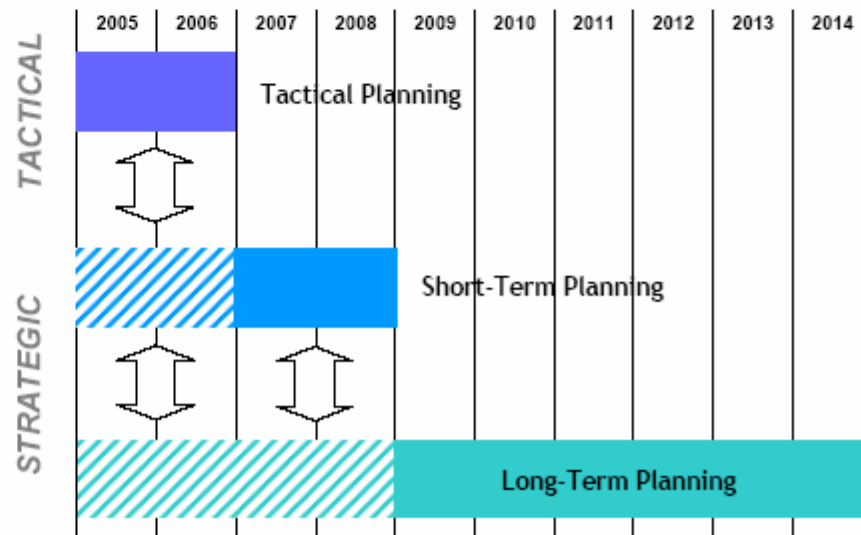 2005 2006 2007 2008 2009 2010 2011 2012 2013 2014
TACTICAL
Tactical Planning
STRATEGIC
Short-Term Planning
Long-Term Planning